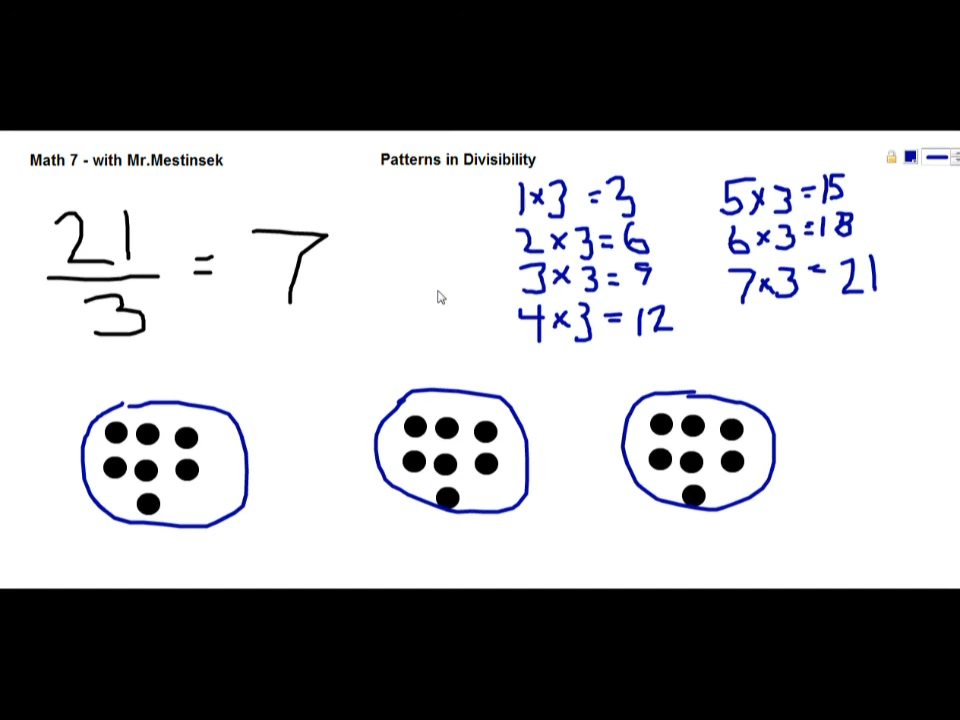 Math 7 - with Mr.Mestinsek
Patterns in Divisibility
21
3
= 7
1×3 = 3
2×3 = 6
3×3 = 9
4×3 = 12
5×3 = 15
6×3 = 18
7×3 = 21